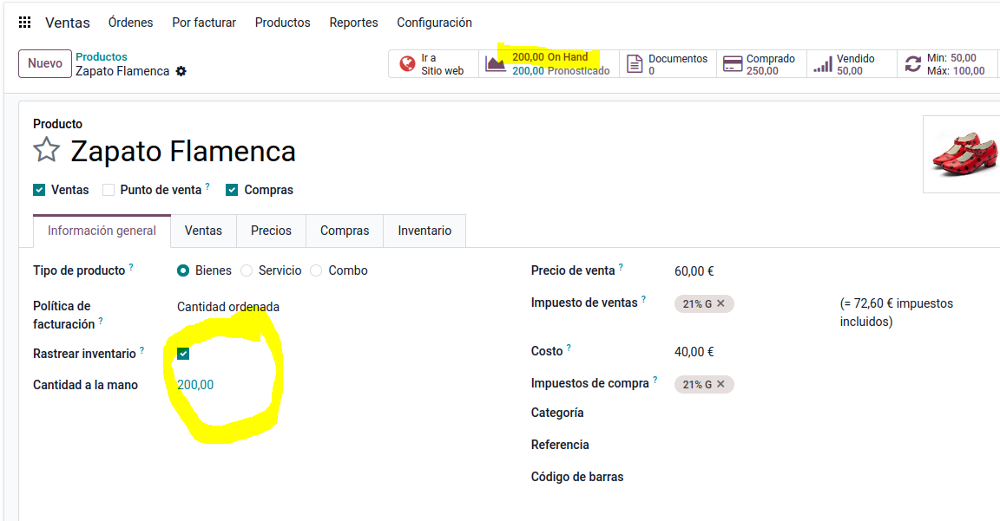 Ventas Órdenes Por facturar Productos Reportes Configuración
Nuevo
Productos
Zapato Flamenca
Ir a
Sitio web
200,00 On Hand
200,00 Pronosticado
Documentos
0
Comprado
250,00
Vendido
50,00
Min: 50,00
Máx: 100,00
Producto
Zapato Flamenca
Ventas Punto de venta ? Compras
Información general Ventas Precios Compras Inventario
Tipo de producto ? Bienes Servicio Combo
Política de
facturación ?
Cantidad ordenada
Rastrear inventario ?
Cantidad a la mano 200,00
Precio de venta ? 60,00 €
Impuesto de ventas ? 21% G ✕ (= 72,60 € impuestos
incluidos)
Costo ? 40,00 €
Impuestos de compra ? 21% G ✕
Categoría
Referencia
Código de barras